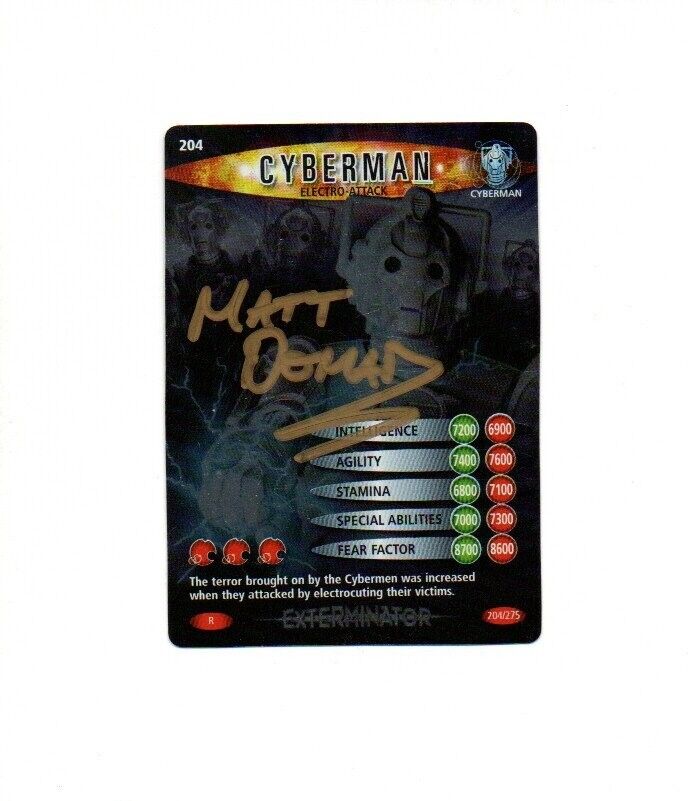 204
CYBERMAN
ELECTRO-ATTACK
CYBERMAN
MATT
DOMAN
INTELLIGENCE 7200 6900
AGILITY 7400 7600
STAMINA 6800 7100
SPECIAL ABILITIES 7000 7300
FEAR FACTOR 8700 8600
The terror brought on by the Cybermen was increased
when they attacked by electrocuting their victims.
R EXTERMINATOR 204/275